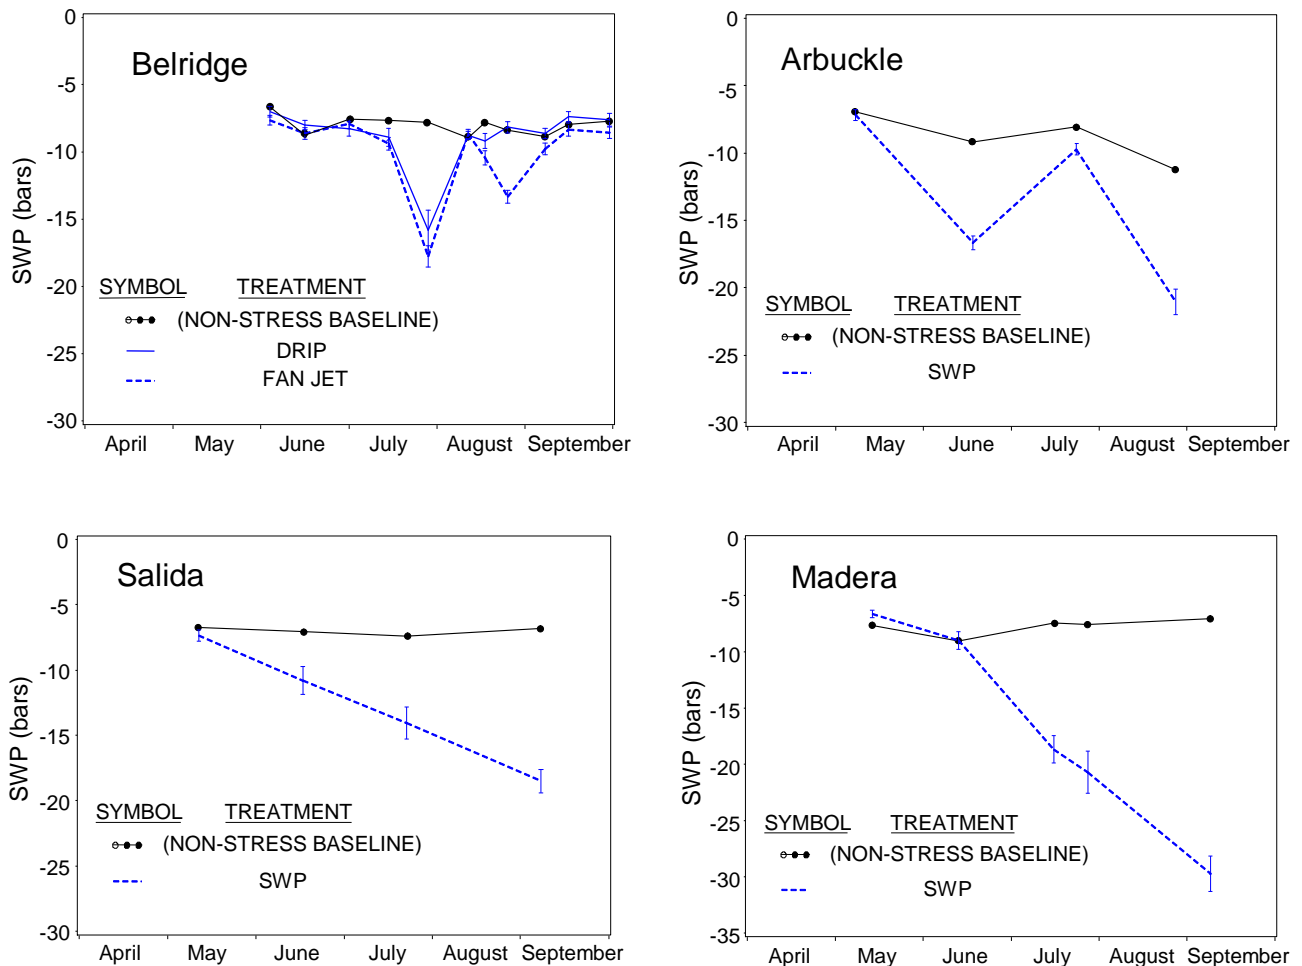 Belridge
SWP (bars)
0
-5
-10
-15
-20
-25
-30
SYMBOL TREATMENT
(NON-STRESS BASELINE)
DRIP
FAN JET
April May June July August September
Arbuckle
SWP (bars)
0
-5
-10
-15
-20
-25
-30
SYMBOL TREATMENT
(NON-STRESS BASELINE)
SWP
April May June July August September
Salida
SWP (bars)
0
-5
-10
-15
-20
-25
-30
SYMBOL TREATMENT
(NON-STRESS BASELINE)
SWP
April May June July August September
Madera
SWP (bars)
0
-5
-10
-15
-20
-25
-30
-35
SYMBOL TREATMENT
(NON-STRESS BASELINE)
SWP
April May June July August September